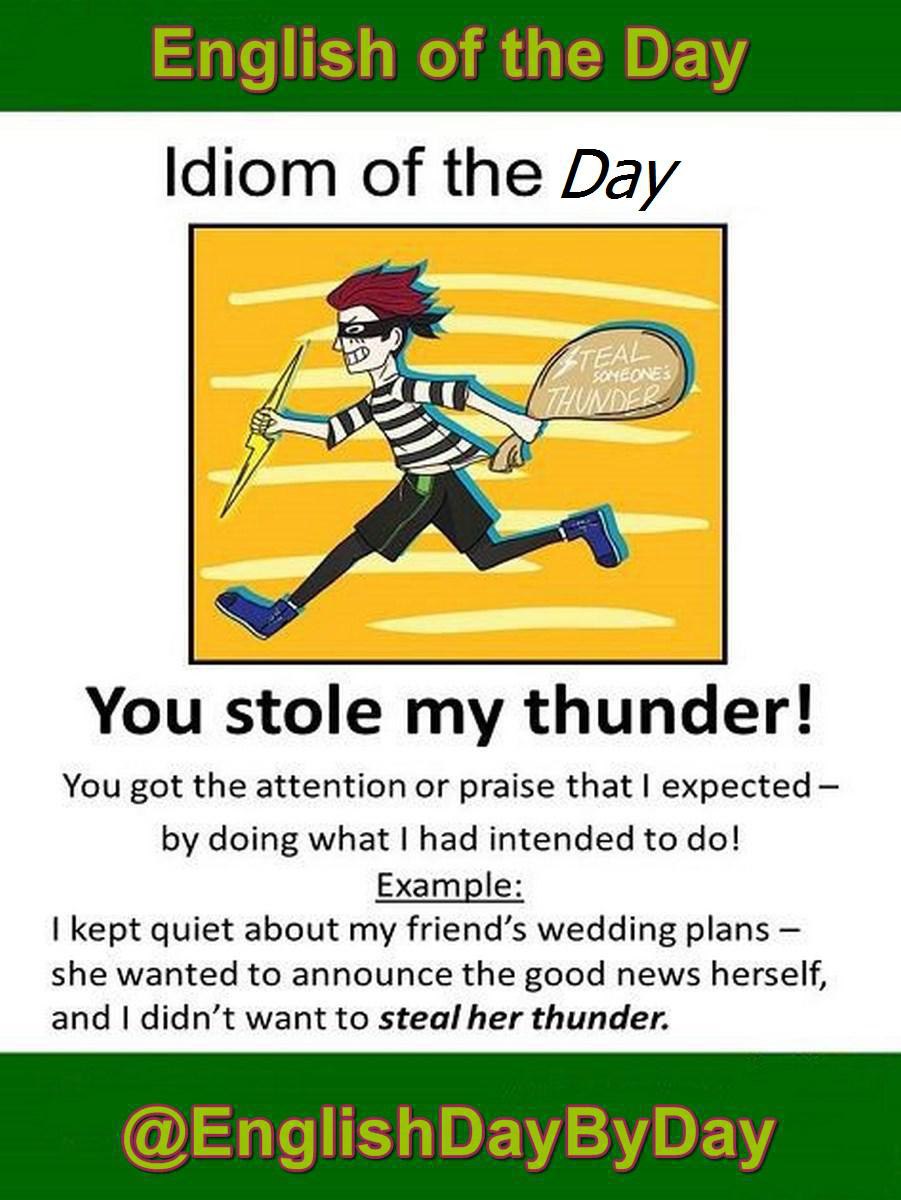 English of the Day
Idiom of the Day
STEAL
SOMEONE'S
THUNDER
You stole my thunder!
You got the attention or praise that I expected –
by doing what I had intended to do!
Example:
I kept quiet about my friend's wedding plans –
she wanted to announce the good news herself,
and I didn't want to steal her thunder.
@EnglishDayByDay